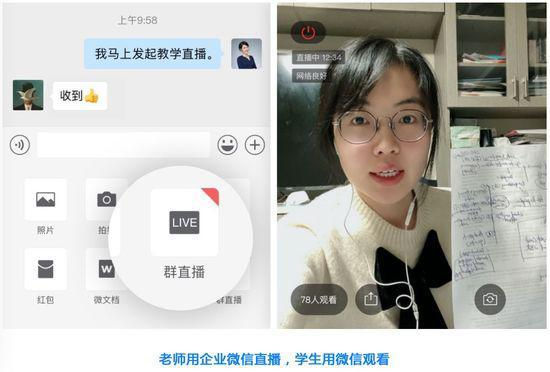 上午9:58
我马上发起教学直播。
收到👍
照片
拍
LIVE
群直播
红包
微文档
群直播
直播中 12:34
网络良好
78人观看
老师用企业微信直播，学生用微信观看